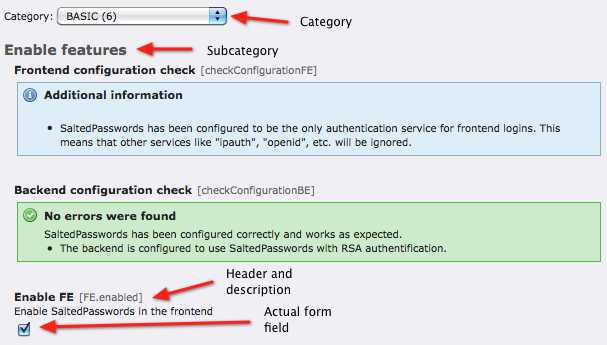 Category: BASIC (6)
Category
Enable features
Subcategory
Frontend configuration check [checkConfigurationFE]
Additional information
• SaltedPasswords has been configured to be the only authentication service for frontend logins. This
means that other services like "ipauth", "openid", etc. will be ignored.
Backend configuration check [checkConfigurationBE]
No errors were found
SaltedPasswords has been configured correctly and works as expected.
• The backend is configured to use SaltedPasswords with RSA authentication.
Header and
description
Enable FE [FE.enabled]
Enable SaltedPasswords in the frontend
Actual form
field